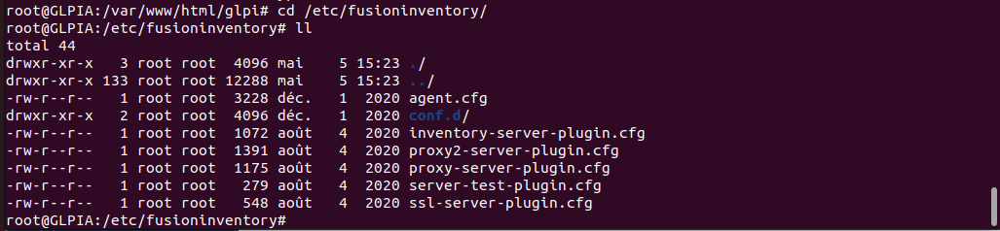 root@GLPIA:/var/www/html/glpi# cd /etc/fusioninventory/
root@GLPIA:/etc/fusioninventory# ll
total 44
drwxr-xr-x   3 root root  4096 mai    5 15:23 ./
drwxr-xr-x 133 root root 12288 mai    5 15:23 ../
-rw-r--r--   1 root root  3228 déc.   1  2020 agent.cfg
drwxr-xr-x   2 root root  4096 déc.   1  2020 conf.d/
-rw-r--r--   1 root root  1072 août   4  2020 inventory-server-plugin.cfg
-rw-r--r--   1 root root  1391 août   4  2020 proxy2-server-plugin.cfg
-rw-r--r--   1 root root  1175 août   4  2020 proxy-server-plugin.cfg
-rw-r--r--   1 root root   279 août   4  2020 server-test-plugin.cfg
-rw-r--r--   1 root root   548 août   4  2020 ssl-server-plugin.cfg
root@GLPIA:/etc/fusioninventory#